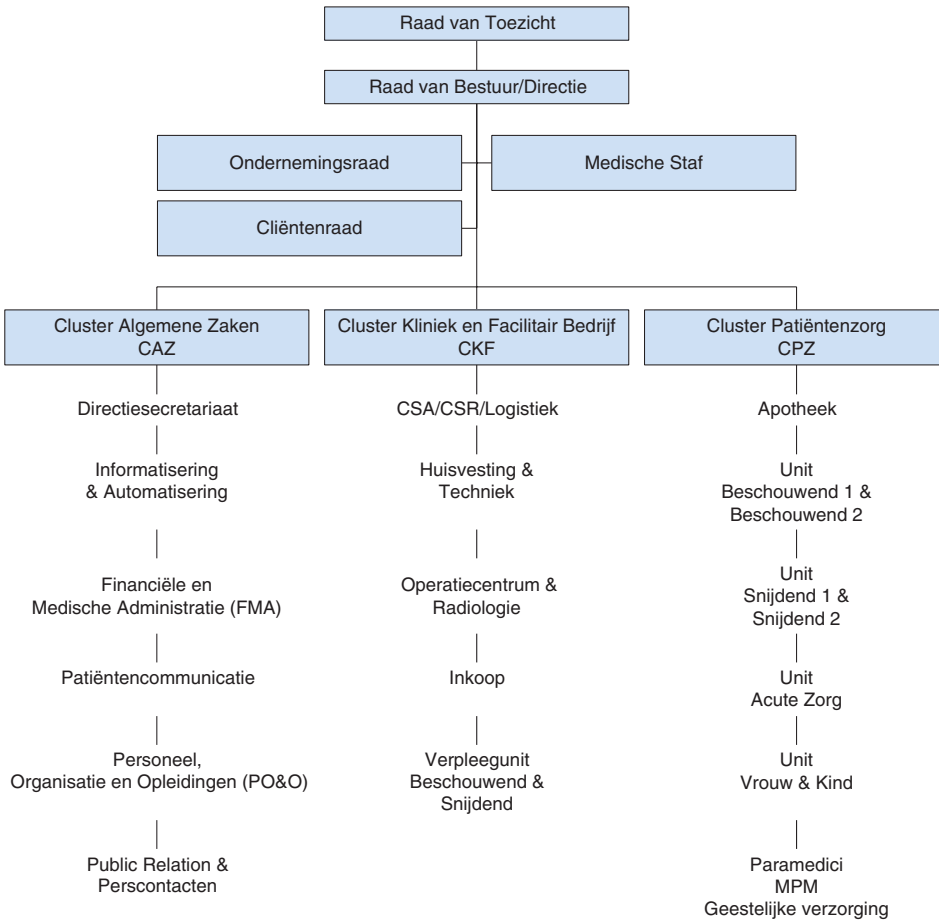 Raad van Toezicht
Raad van Bestuur/Directie
Ondernemingsraad
Medische Staf
Cliëntenraad
Cluster Algemene Zaken
CAZ
Cluster Kliniek en Facilitair Bedrijf
CKF
Cluster Patiëntenzorg
CPZ
Directiesecretariaat
Informatisering
& Automatisering
Financiële en
Medische Administratie (FMA)
Patiëntencommunicatie
Personeel,
Organisatie en Opleidingen (PO&O)
Public Relation &
Perscontacten
CSA/CSR/Logistiek
Huisvesting &
Techniek
Operatiecentrum &
Radiologie
Inkoop
Verpleegunit
Beschouwend &
Snijdend
Apotheek
Unit
Beschouwend 1 &
Beschouwend 2
Unit
Snijdend 1 &
Snijdend 2
Unit
Acute Zorg
Unit
Vrouw & Kind
Paramedici
MPM
Geestelijke verzorging